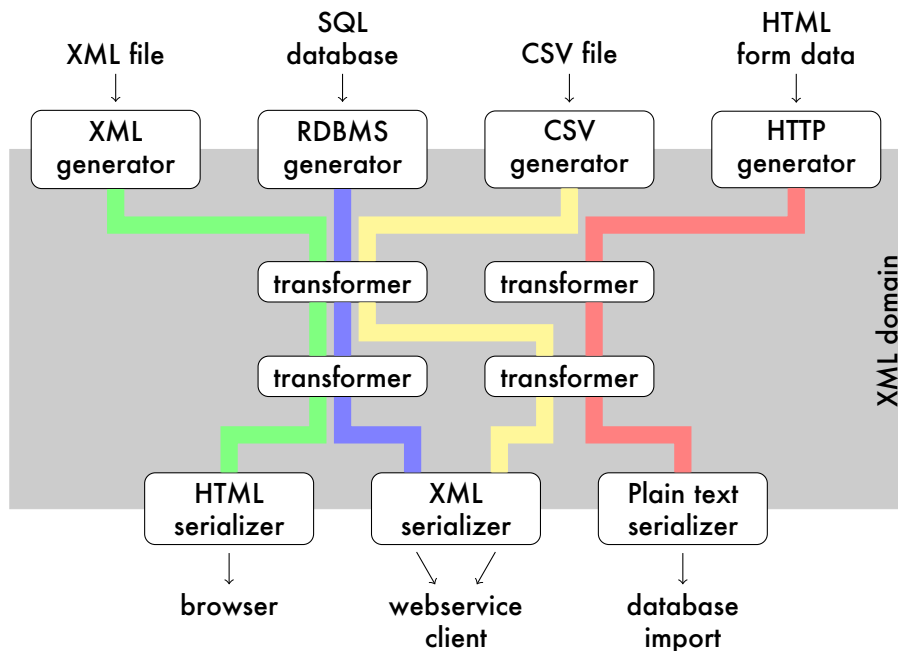 XML file
SQL
database
CSV file
HTML
form data
XML
generator
RDBMS
generator
CSV
generator
HTTP
generator
transformer
transformer
XML domain
transformer
transformer
HTML
serializer
XML
serializer
Plain text
serializer
browser
webservice
client
database
import